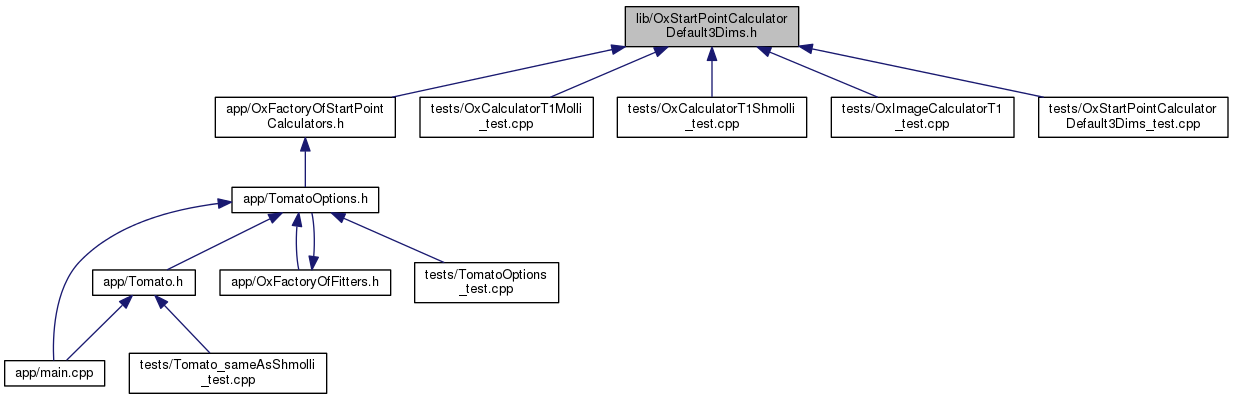 lib/OxStartPointCalculator
Default3Dims.h
app/OxFactoryOfStartPoint
Calculators.h
tests/OxCalculatorT1Molli
_test.cpp
tests/OxCalculatorT1Shmolli
_test.cpp
tests/OxImageCalculatorT1
_test.cpp
tests/OxStartPointCalculator
Default3Dims_test.cpp
app/TomatoOptions.h
app/Tomato.h
app/OxFactoryOfFitters.h
tests/TomatoOptions
_test.cpp
app/main.cpp
tests/Tomato_sameAsShmolli
_test.cpp